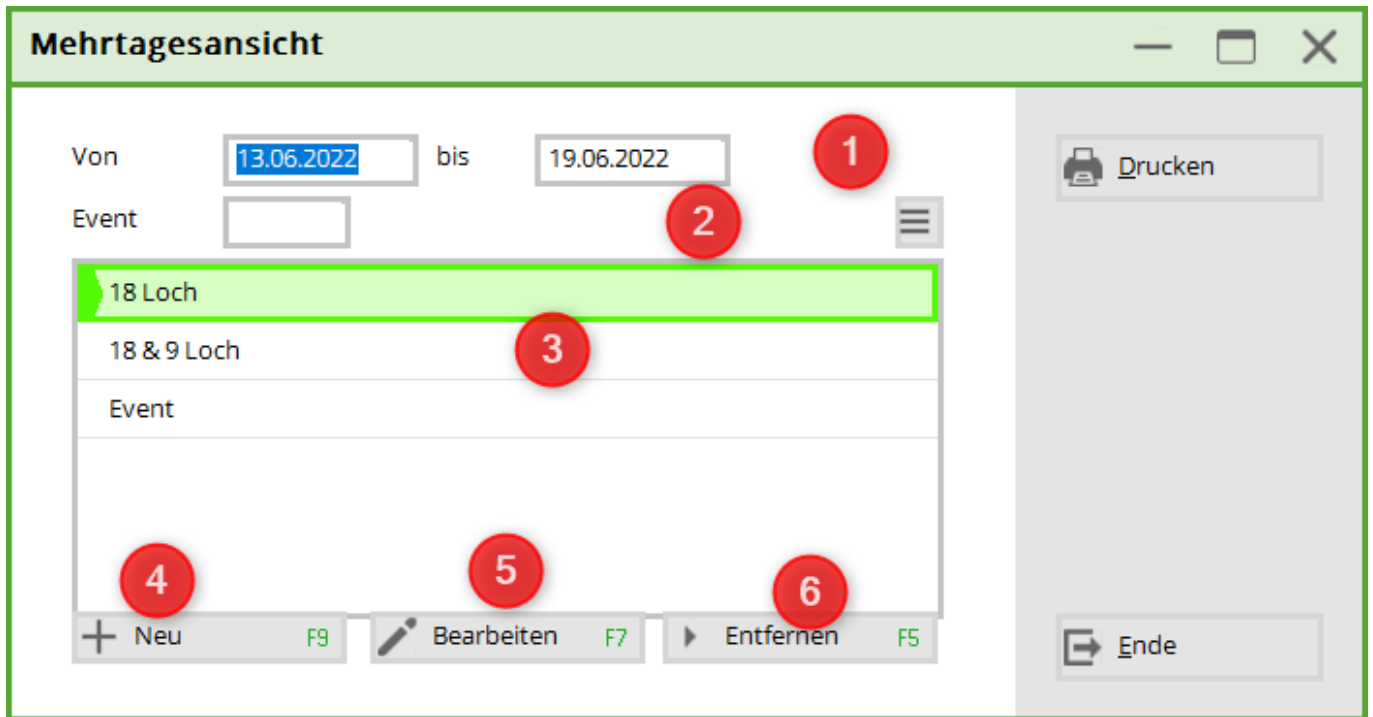 Mehrtagesansicht
Von 13.06.2022 bis 19.06.2022 1
Drucken
Event 2
18 Loch
18 & 9 Loch 3
Event
4 5 6
Neu F9 Bearbeiten F7 Entfernen F5
Ende